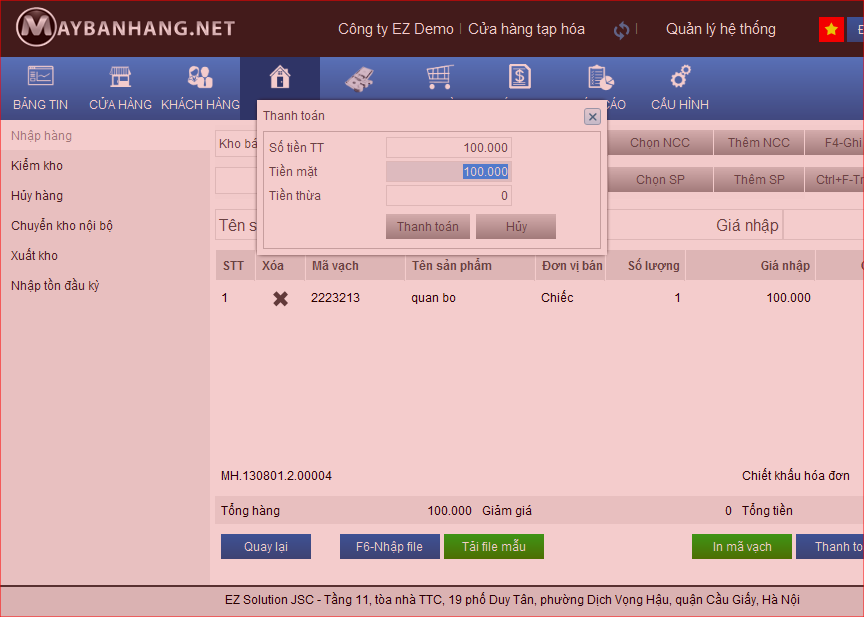 MAYBANHANG.NET
Công ty EZ Demo | Cửa hàng tạp hóa | Quản lý hệ thống
BẢNG TIN CỬA HÀNG KHÁCH HÀNG CÁO CẤU HÌNH
Thanh toán
Nhập hàng
Kiểm kho
Hủy hàng
Chuyển kho nội bộ
Xuất kho
Nhập tồn đầu kỳ
Số tiền TT 100.000
Tiền mặt 100.000
Tiền thừa 0
Thanh toán Hủy
Kho bá Chọn NCC Thêm NCC F4-Ghi
Chọn SP Thêm SP Ctrl+F-Tr
Tên s Giá nhập
STT Xóa Mã vạch Tên sản phẩm Đơn vị bán Số lượng Giá nhập
1 2223213 quan bo Chiếc 1 100.000
MH.130801.2.00004 Chiết khấu hóa đơn
Tổng hàng 100.000 Giảm giá 0 Tổng tiền
Quay lại F6-Nhập file Tải file mẫu In mã vạch Thanh to
EZ Solution JSC - Tầng 11, tòa nhà TTC, 19 phố Duy Tân, phường Dịch Vọng Hậu, quận Cầu Giấy, Hà Nội